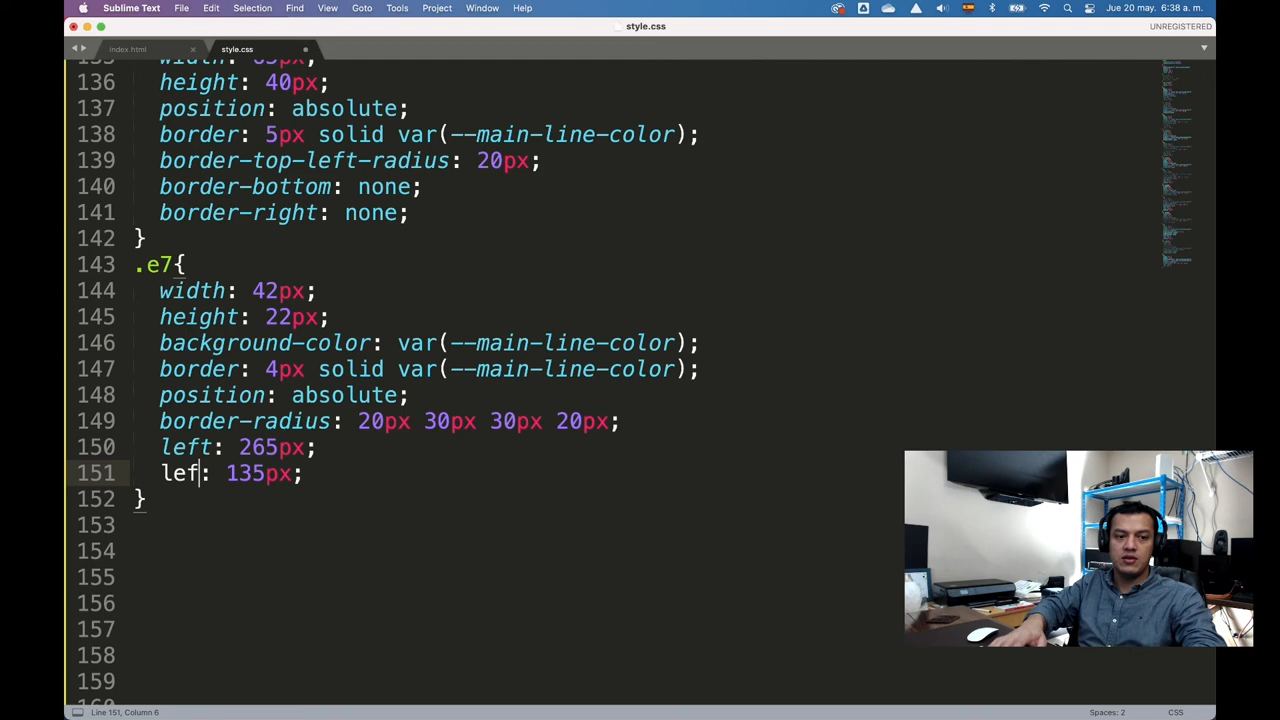 Sublime Text File Edit Selection Find View Goto Tools Project Window Help Jue 20 may. 6:38 a. m.
style.css UNREGISTERED
index.html style.css
136 height: 40px;
137 position: absolute;
138 border: 5px solid var(--main-line-color);
139 border-top-left-radius: 20px;
140 border-bottom: none;
141 border-right: none;
142 }
143 .e7{
144 width: 42px;
145 height: 22px;
146 background-color: var(--main-line-color);
147 border: 4px solid var(--main-line-color);
148 position: absolute;
149 border-radius: 20px 30px 30px 20px;
150 left: 265px;
151 lef: 135px;
152 }
153
154
155
156
157
158
159
Line 151, Column 6 Spaces: 2 CSS